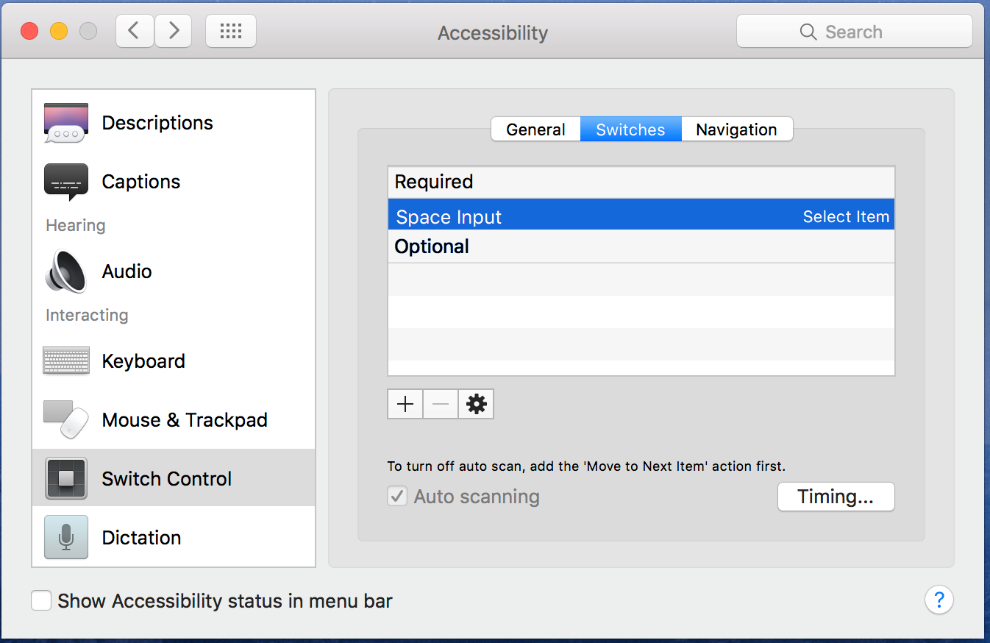 Accessibility
Search
Descriptions
Captions
Hearing
Audio
Interacting
Keyboard
Mouse & Trackpad
Switch Control
Dictation
General Switches Navigation
Required
Space Input Select Item
Optional
To turn off auto scan, add the 'Move to Next Item' action first.
Auto scanning
Timing...
Show Accessibility status in menu bar
?